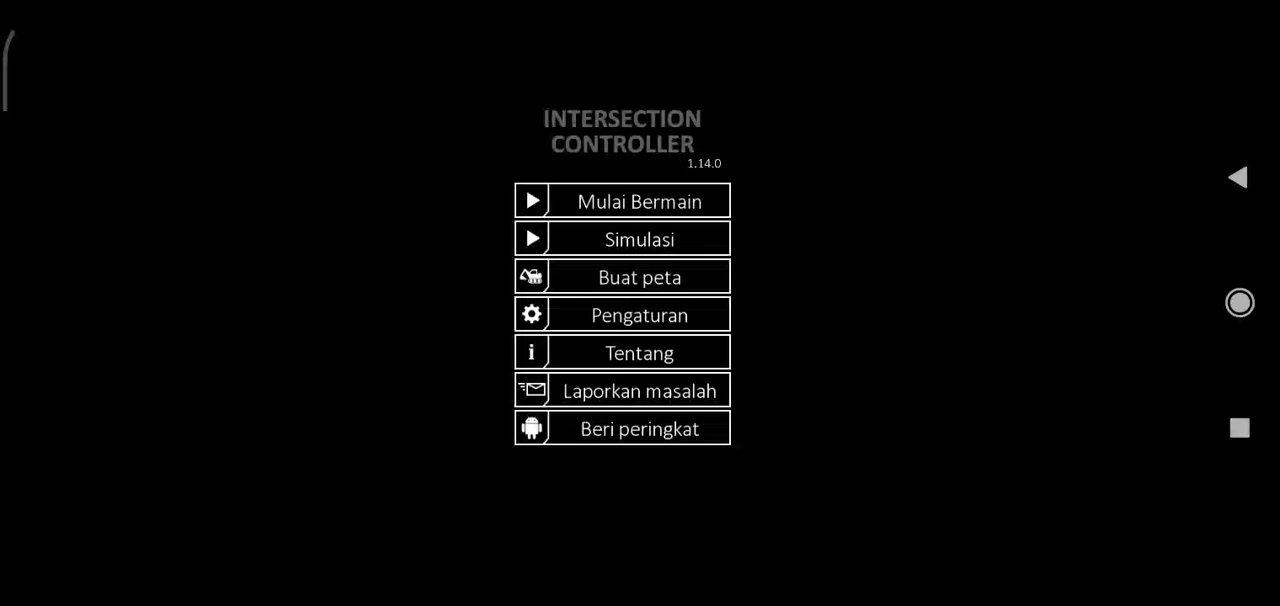 INTERSECTION
CONTROLLER
1.14.0
Mulai Bermain
Simulasi
Buat peta
Pengaturan
Tentang
Laporkan masalah
Beri peringkat